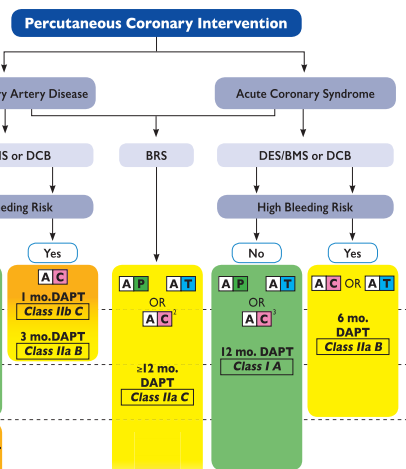 Percutaneous Coronary Intervention
y Artery Disease
Acute Coronary Syndrome
S or DCB
BRS
DES/BMS or DCB
eding Risk
High Bleeding Risk
Yes
No
Yes
A C
1 mo.DAPT
Class IIb C
3 mo.DAPT
Class IIa B
A P A T
OR
A C 2
≥12 mo.
DAPT
Class IIa C
A P A T
OR
A C 3
12 mo. DAPT
Class I A
A C OR A T
6 mo.
DAPT
Class IIa B